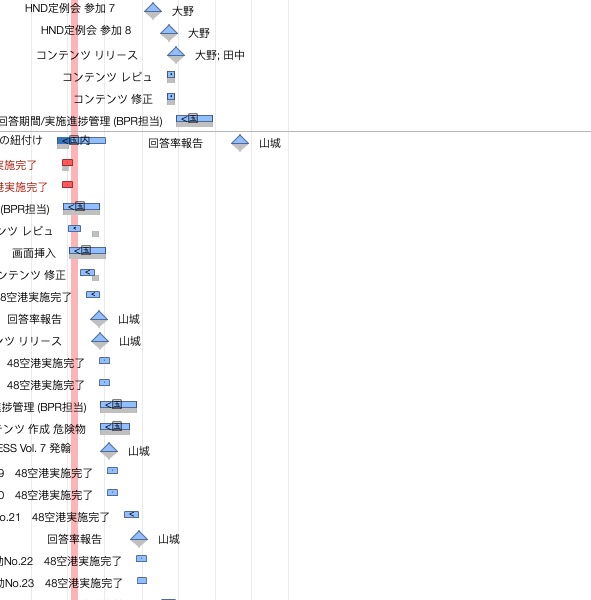 HND定例会 参加 7 大野
HND定例会 参加 8 大野
コンテンツ リリース 大野; 田中
コンテンツ レビュ
コンテンツ 修正
回答期間/実施進捗管理 (BPR担当)
の紐付け 内 回答率報告 山城
実施完了
港実施完了
(BPR担当)
ンツ レビュ
画面挿入
ンテンツ 修正
48空港実施完了
回答率報告 山城
ンツ リリース 山城
48空港実施完了
48空港実施完了
進捗管理 (BPR担当)
テンツ 作成 危険物
ESS Vol. 7 発輸 山城
9 48空港実施完了
0 48空港実施完了
No.21 48空港実施完了
回答率報告 山城
動No.22 48空港実施完了
動No.23 48空港実施完了